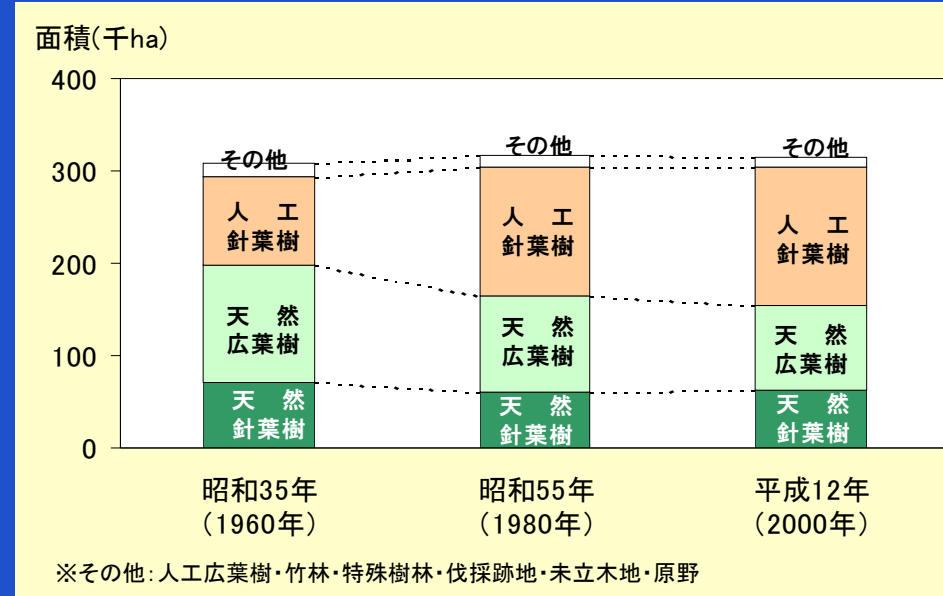 面積(千ha)
400
300
200
100
0
その他
人 工
針葉樹
天 然
広葉樹
天 然
針葉樹
その他
人 工
針葉樹
天 然
広葉樹
天 然
針葉樹
その他
人 工
針葉樹
天 然
広葉樹
天 然
針葉樹
昭和35年
(1960年)
昭和55年
(1980年)
平成12年
(2000年)
※その他:人工広葉樹・竹林・特殊樹林・伐採跡地・未立木地・原野